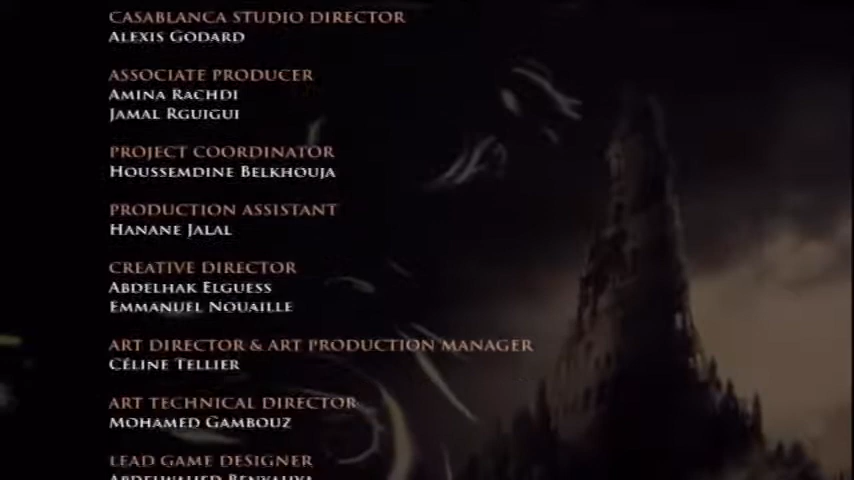 CASABLANCA STUDIO DIRECTOR
ALEXIS GODARD
ASSOCIATE PRODUCER
AMINA RACHDI
JAMAL RGUIGUI
PROJECT COORDINATOR
HOUSSEMDINE BELKHOUJA
PRODUCTION ASSISTANT
HANANE JALAL
CREATIVE DIRECTOR
ABDELHAK ELGUESS
EMMANUEL NOUAILLE
ART DIRECTOR & ART PRODUCTION MANAGER
CÉLINE TELLIER
ART TECHNICAL DIRECTOR
MOHAMED GAMBOUZ
LEAD GAME DESIGNER
ABDELWAHED